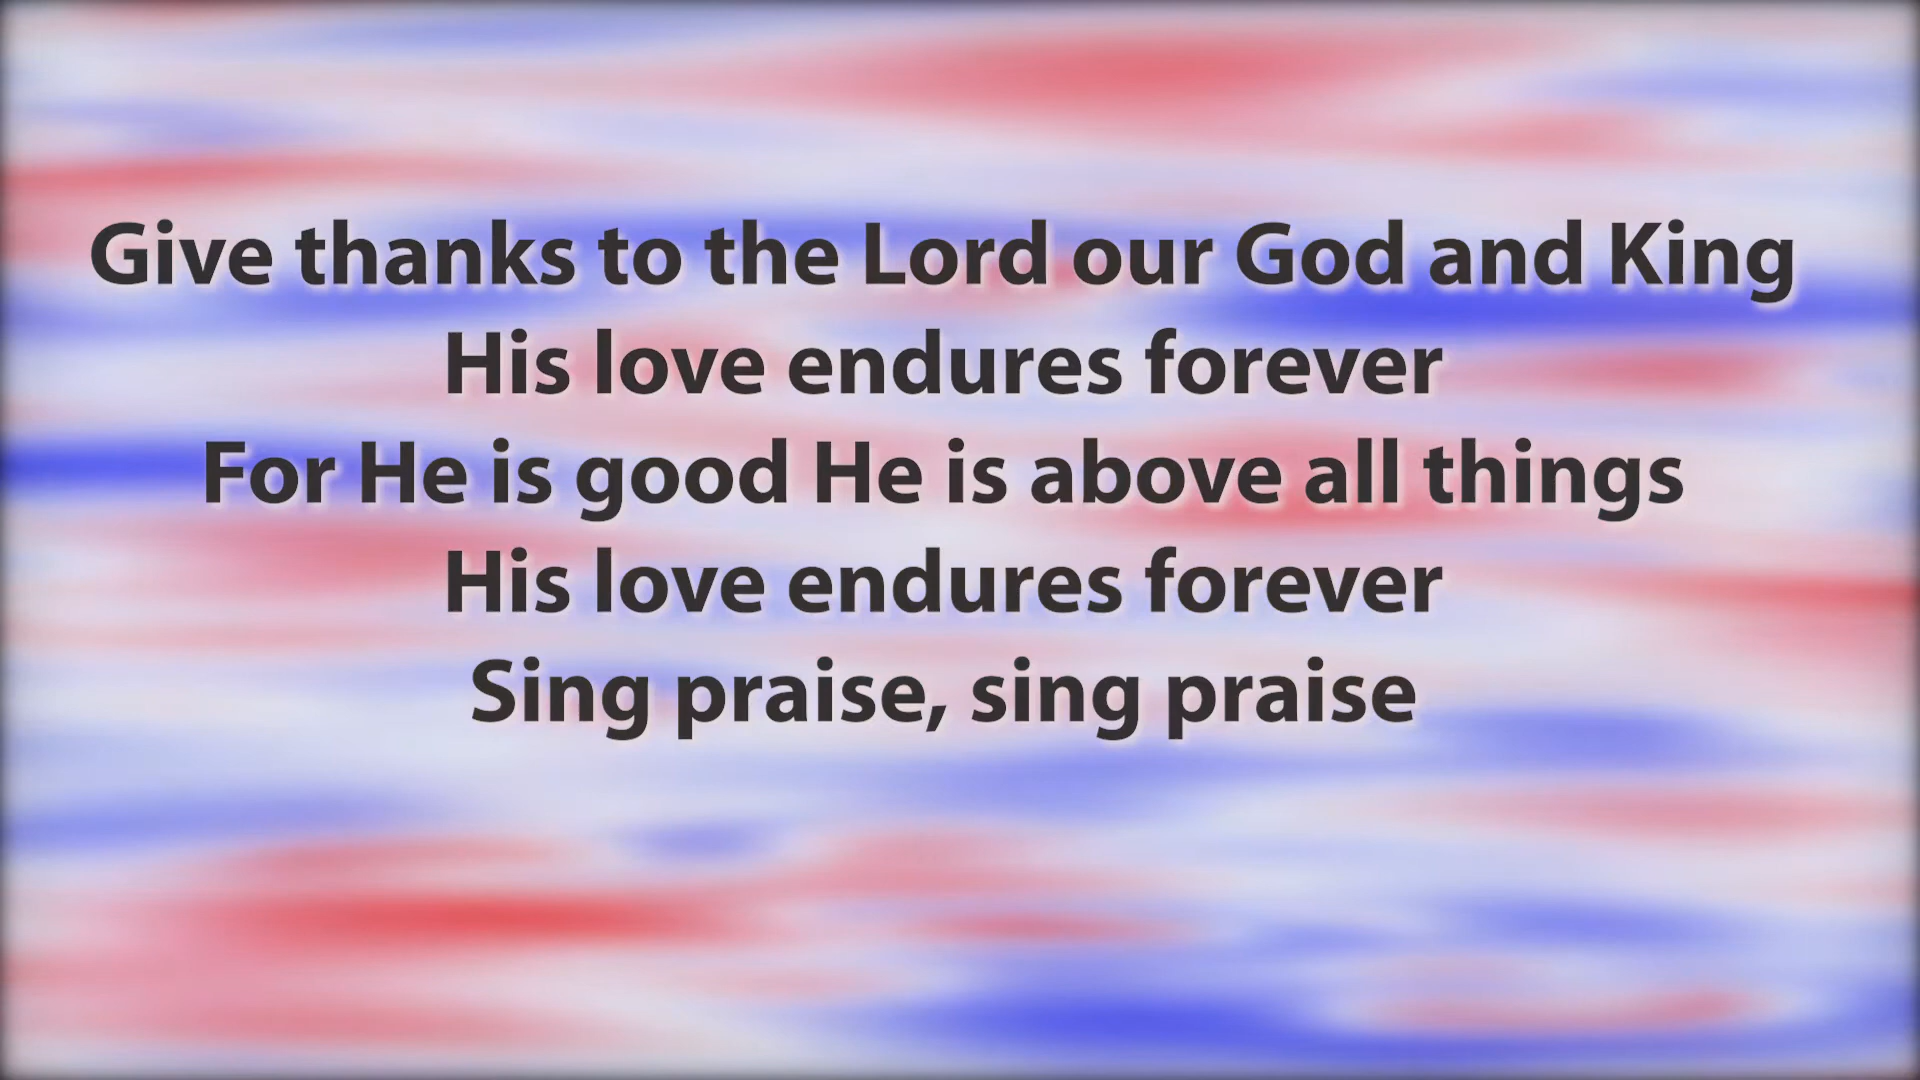 Give thanks to the Lord our God and King
His love endures forever
For He is good He is above all things
His love endures forever
Sing praise, sing praise